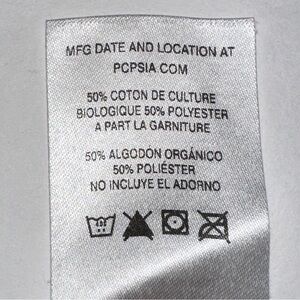 MFG DATE AND LOCATION AT
PCPSIA.COM
50% COTON DE CULTURE
BIOLOGIQUE 50% POLYESTER
A PART LA GARNITURE
50% ALGODON ORGÁNICO
50% POLIÉSTER
NO INCLUYE EL ADORNO